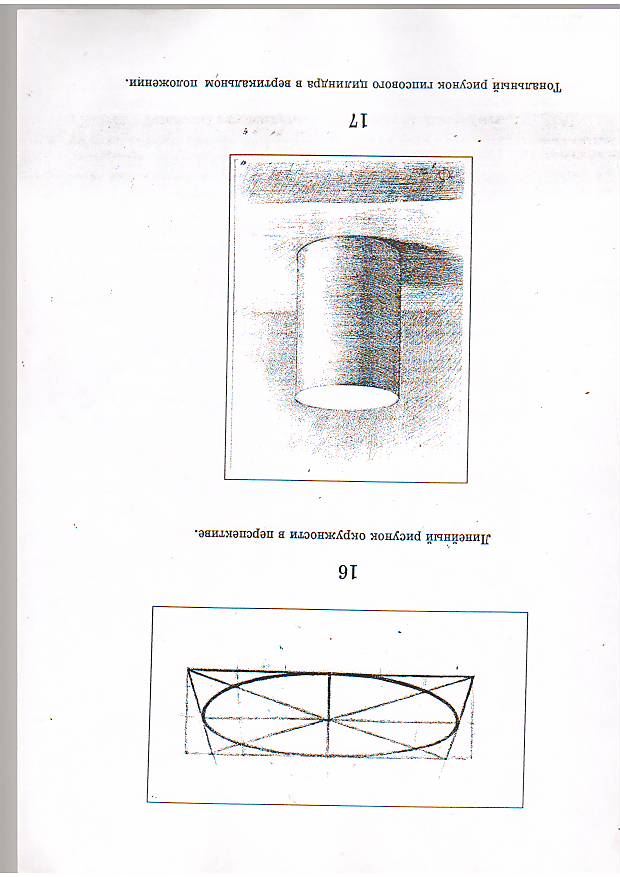 16
Линейный рисунок окружности в перспективе.
17
Тональный рисунок гипсового цилиндра в вертикальном положении.